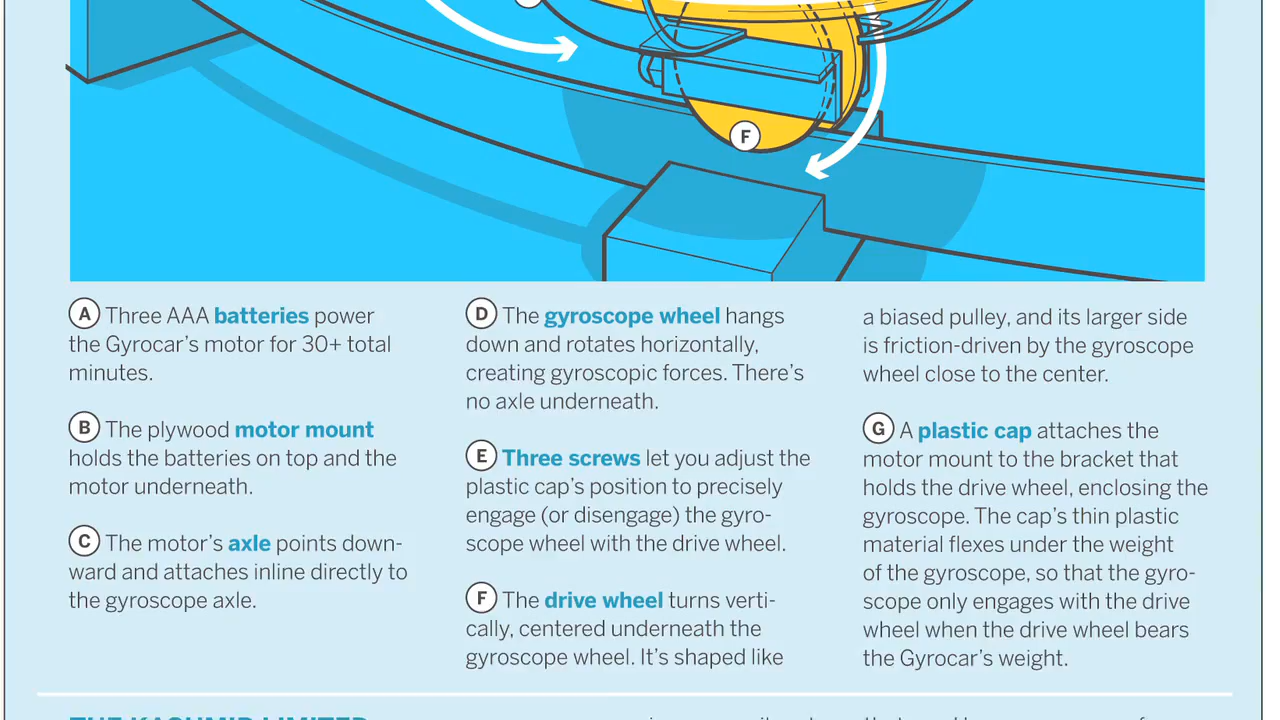 F
A Three AAA batteries power
the Gyrocar's motor for 30+ total
minutes.
B The plywood motor mount
holds the batteries on top and the
motor underneath.
C The motor's axle points down-
ward and attaches inline directly to
the gyroscope axle.
D The gyroscope wheel hangs
down and rotates horizontally,
creating gyroscopic forces. There's
no axle underneath.
E Three screws let you adjust the
plastic cap's position to precisely
engage (or disengage) the gyro-
scope wheel with the drive wheel.
F The drive wheel turns verti-
cally, centered underneath the
gyroscope wheel. It's shaped like
a biased pulley, and its larger side
is friction-driven by the gyroscope
wheel close to the center.
G A plastic cap attaches the
motor mount to the bracket that
holds the drive wheel, enclosing the
gyroscope. The cap's thin plastic
material flexes under the weight
of the gyroscope, so that the gyro-
scope only engages with the drive
wheel when the drive wheel bears
the Gyrocar's weight.
THE KASHMIR LIMITED